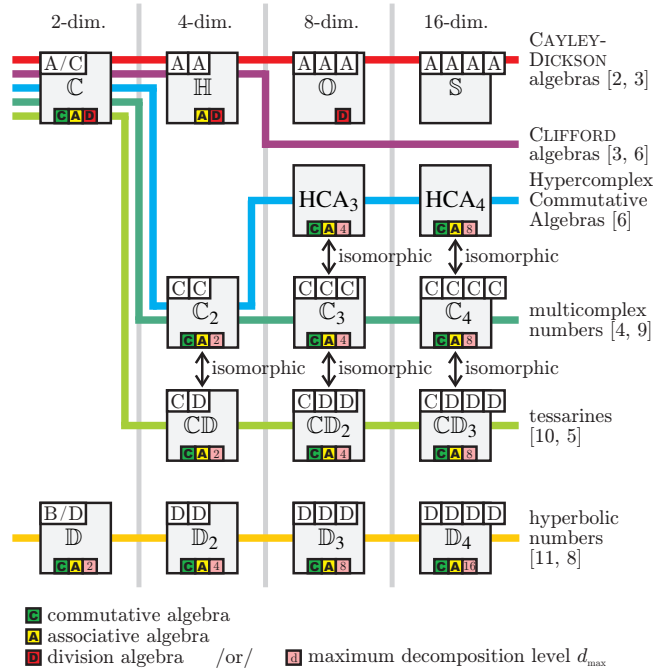 2-dim. 4-dim. 8-dim. 16-dim.
A/C A A A A A A A A A
ℂ ℍ 𝕆 𝕊
C A D A D D
CAYLEY-
DICKSON
algebras [2, 3]
CLIFFORD
algebras [3, 6]
Hypercomplex
Commutative
Algebras [6]
HCA₃ HCA₄
C A 4 C A 8
isomorphic isomorphic
C C C C C C C C C
ℂ₂ ℂ₃ ℂ₄
C A 2 C A 4 C A 8
multicomplex
numbers [4, 9]
isomorphic isomorphic isomorphic
C D C D D C D D D
ℂ𝔻 ℂ𝔻₂ ℂ𝔻₃
C A 2 C A 4 C A 8
tessarines
[10, 5]
B/D D D D D D D D D D
𝔻 𝔻₂ 𝔻₃ 𝔻₄
C A 2 C A 4 C A 8 C A 16
hyperbolic
numbers
[11, 8]
C commutative algebra
A associative algebra
D division algebra /or/ d maximum decomposition level d_max